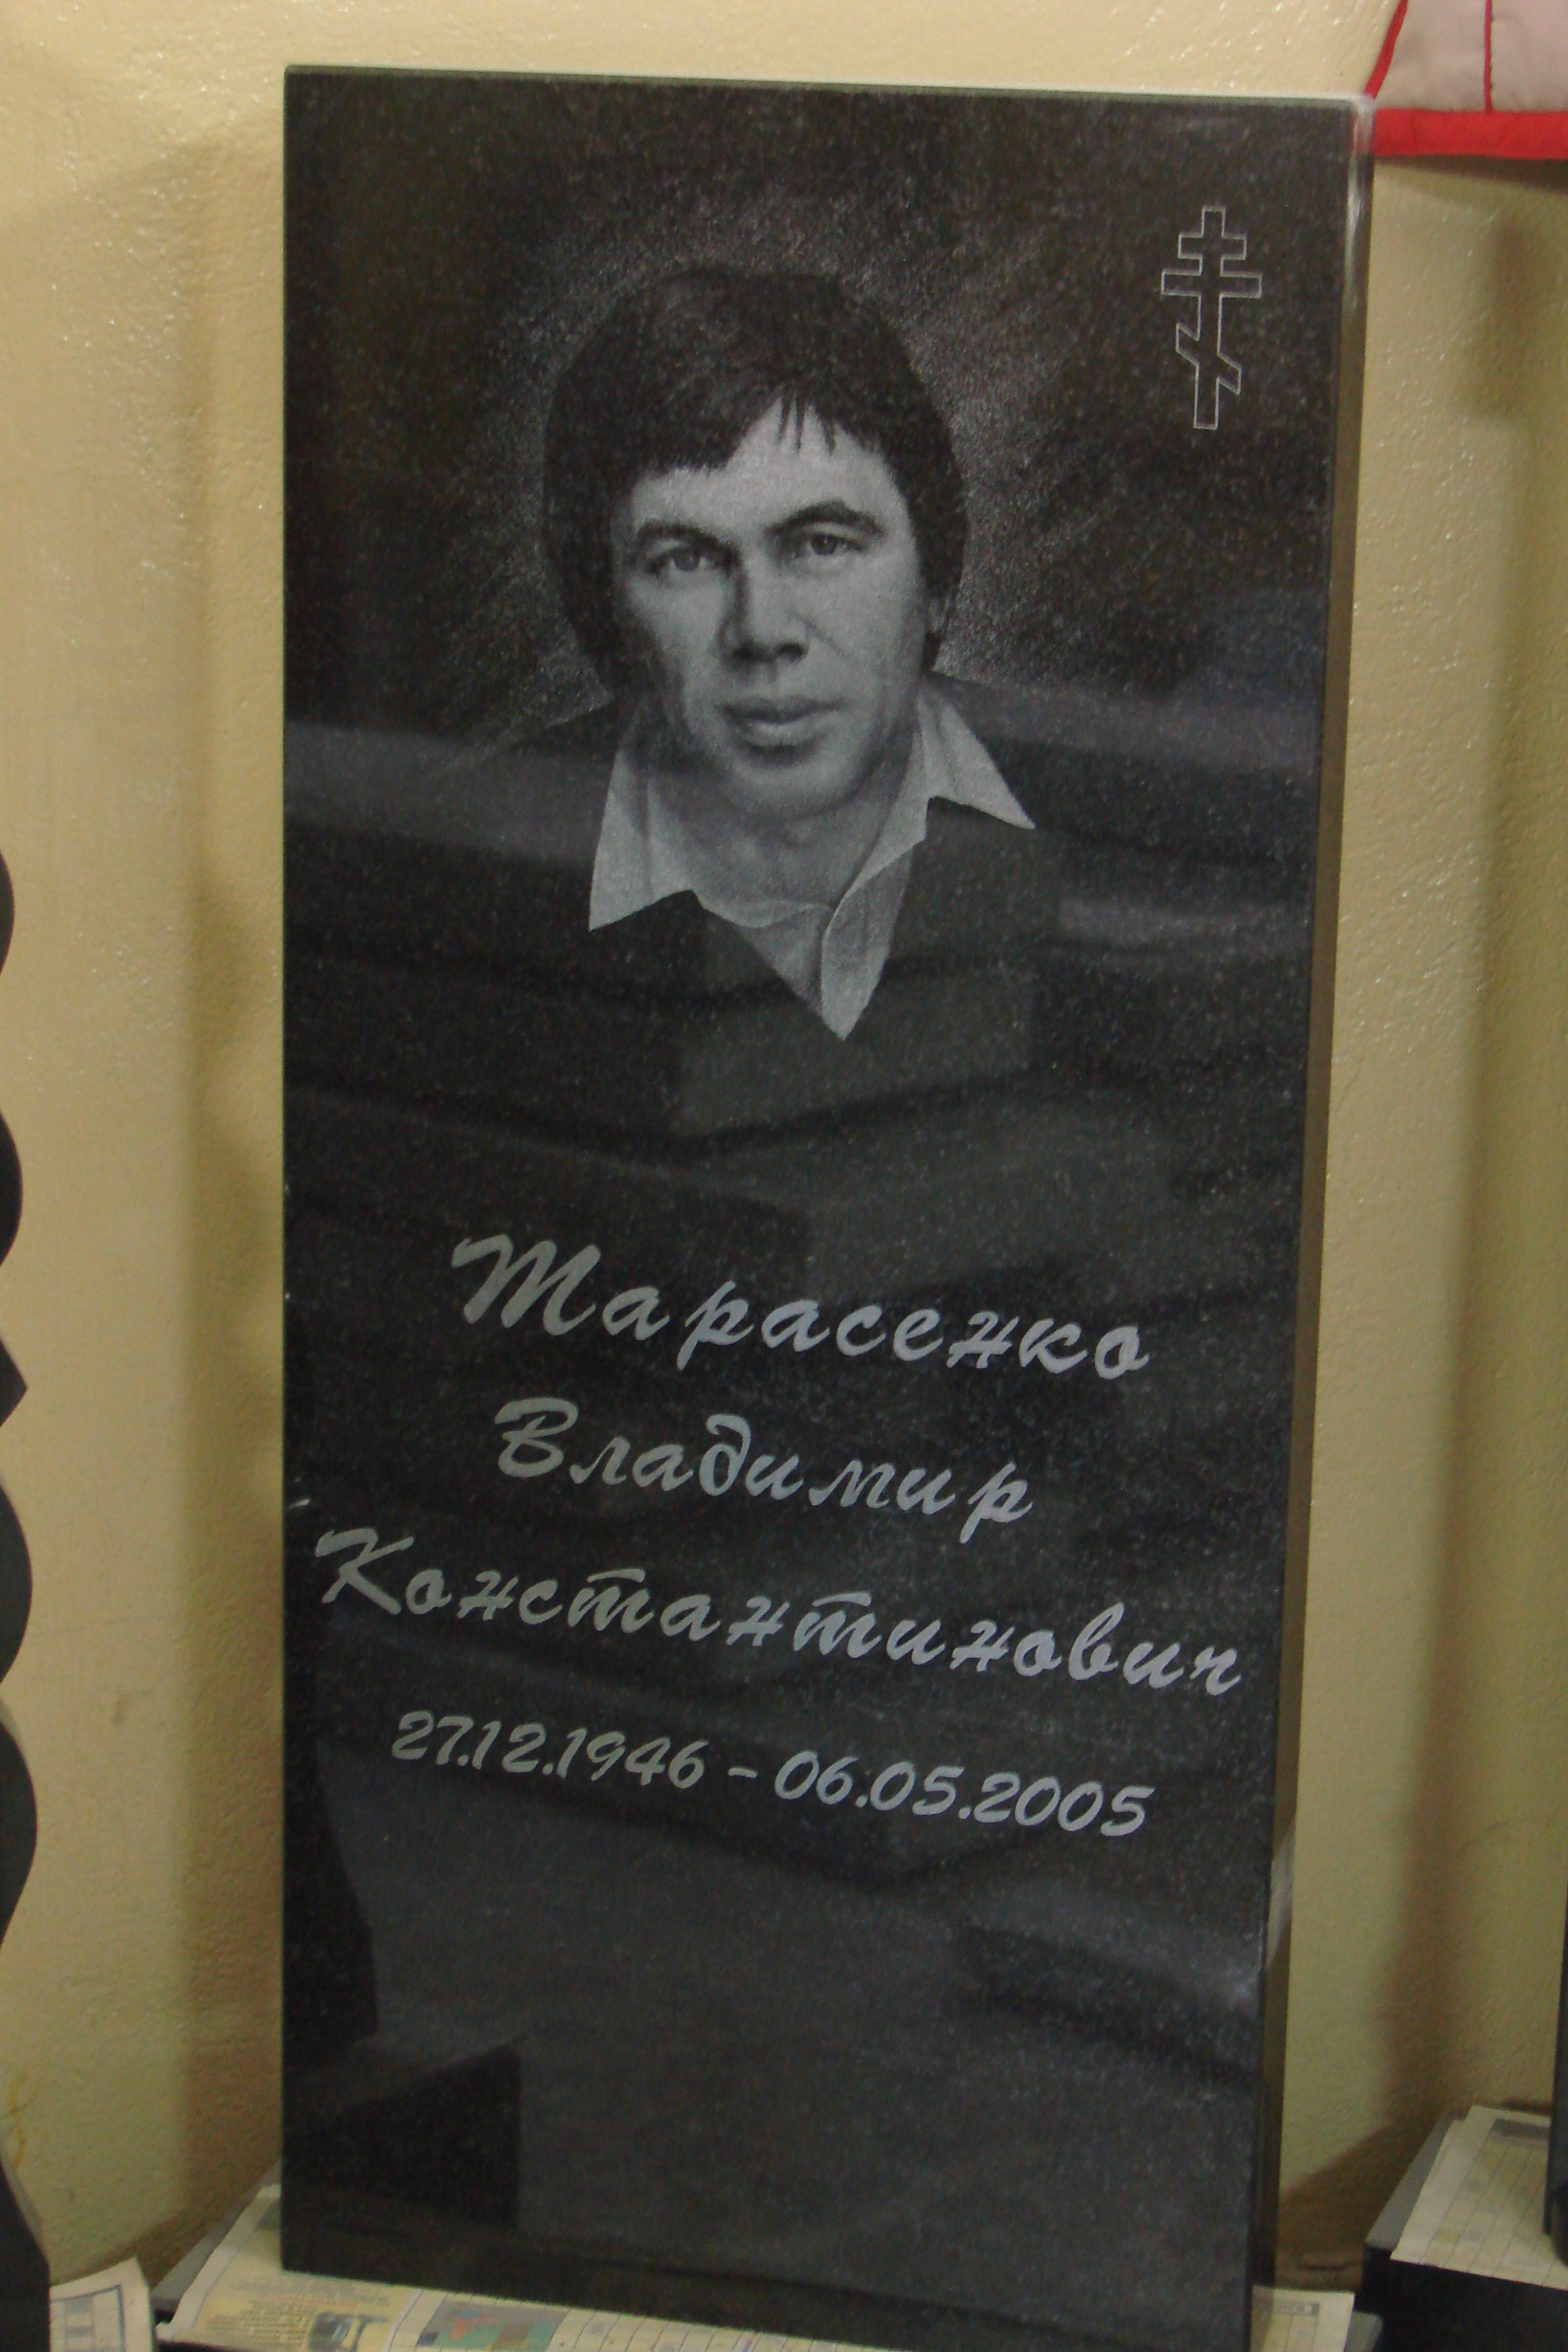 Тарасенко
Владимир
Константинович
27.12.1946 - 06.05.2005